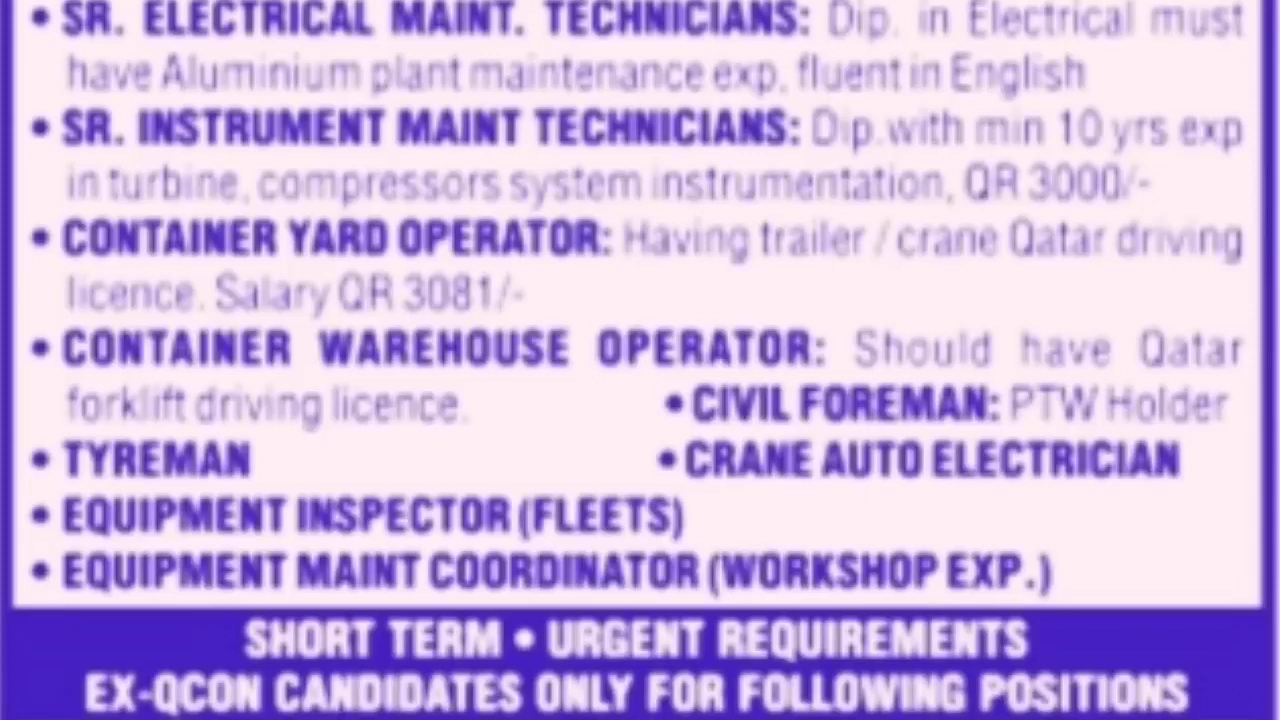 • SR. ELECTRICAL MAINT. TECHNICIANS: Dip. in Electrical must
have Aluminium plant maintenance exp, fluent in English
• SR. INSTRUMENT MAINT TECHNICIANS: Dip.with min 10 yrs exp
in turbine, compressors system instrumentation, QR 3000/-
• CONTAINER YARD OPERATOR: Having trailer / crane Qatar driving
licence. Salary QR 3081/-
• CONTAINER WAREHOUSE OPERATOR: Should have Qatar
forklift driving licence. • CIVIL FOREMAN: PTW Holder
• TYREMAN • CRANE AUTO ELECTRICIAN
• EQUIPMENT INSPECTOR (FLEETS)
• EQUIPMENT MAINT COORDINATOR (WORKSHOP EXP.)
SHORT TERM • URGENT REQUIREMENTS
EX-QCON CANDIDATES ONLY FOR FOLLOWING POSITIONS